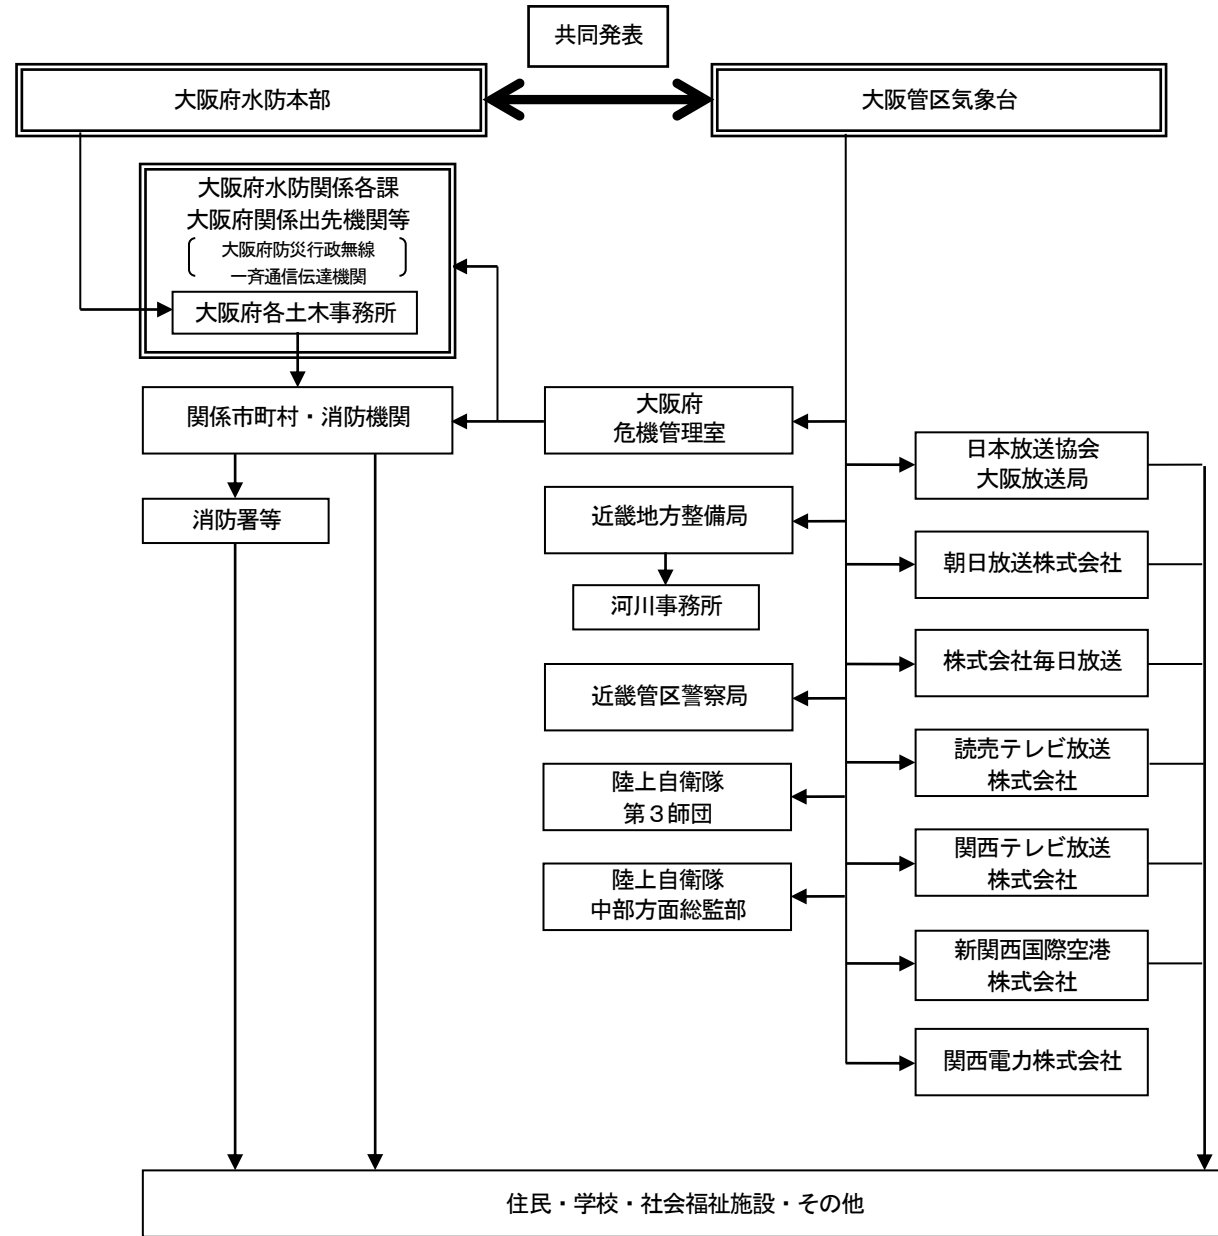 共同発表
大阪府水防本部
大阪管区気象台
大阪府水防関係各課
大阪府関係出先機関等
大阪府防災行政無線
一斉通信伝達機関
大阪府各土木事務所
関係市町村・消防機関
消防署等
大阪府
危機管理室
近畿地方整備局
河川事務所
近畿管区警察局
陸上自衛隊
第３師団
陸上自衛隊
中部方面総監部
日本放送協会
大阪放送局
朝日放送株式会社
株式会社毎日放送
読売テレビ放送
株式会社
関西テレビ放送
株式会社
新関西国際空港
株式会社
関西電力株式会社
住民・学校・社会福祉施設・その他